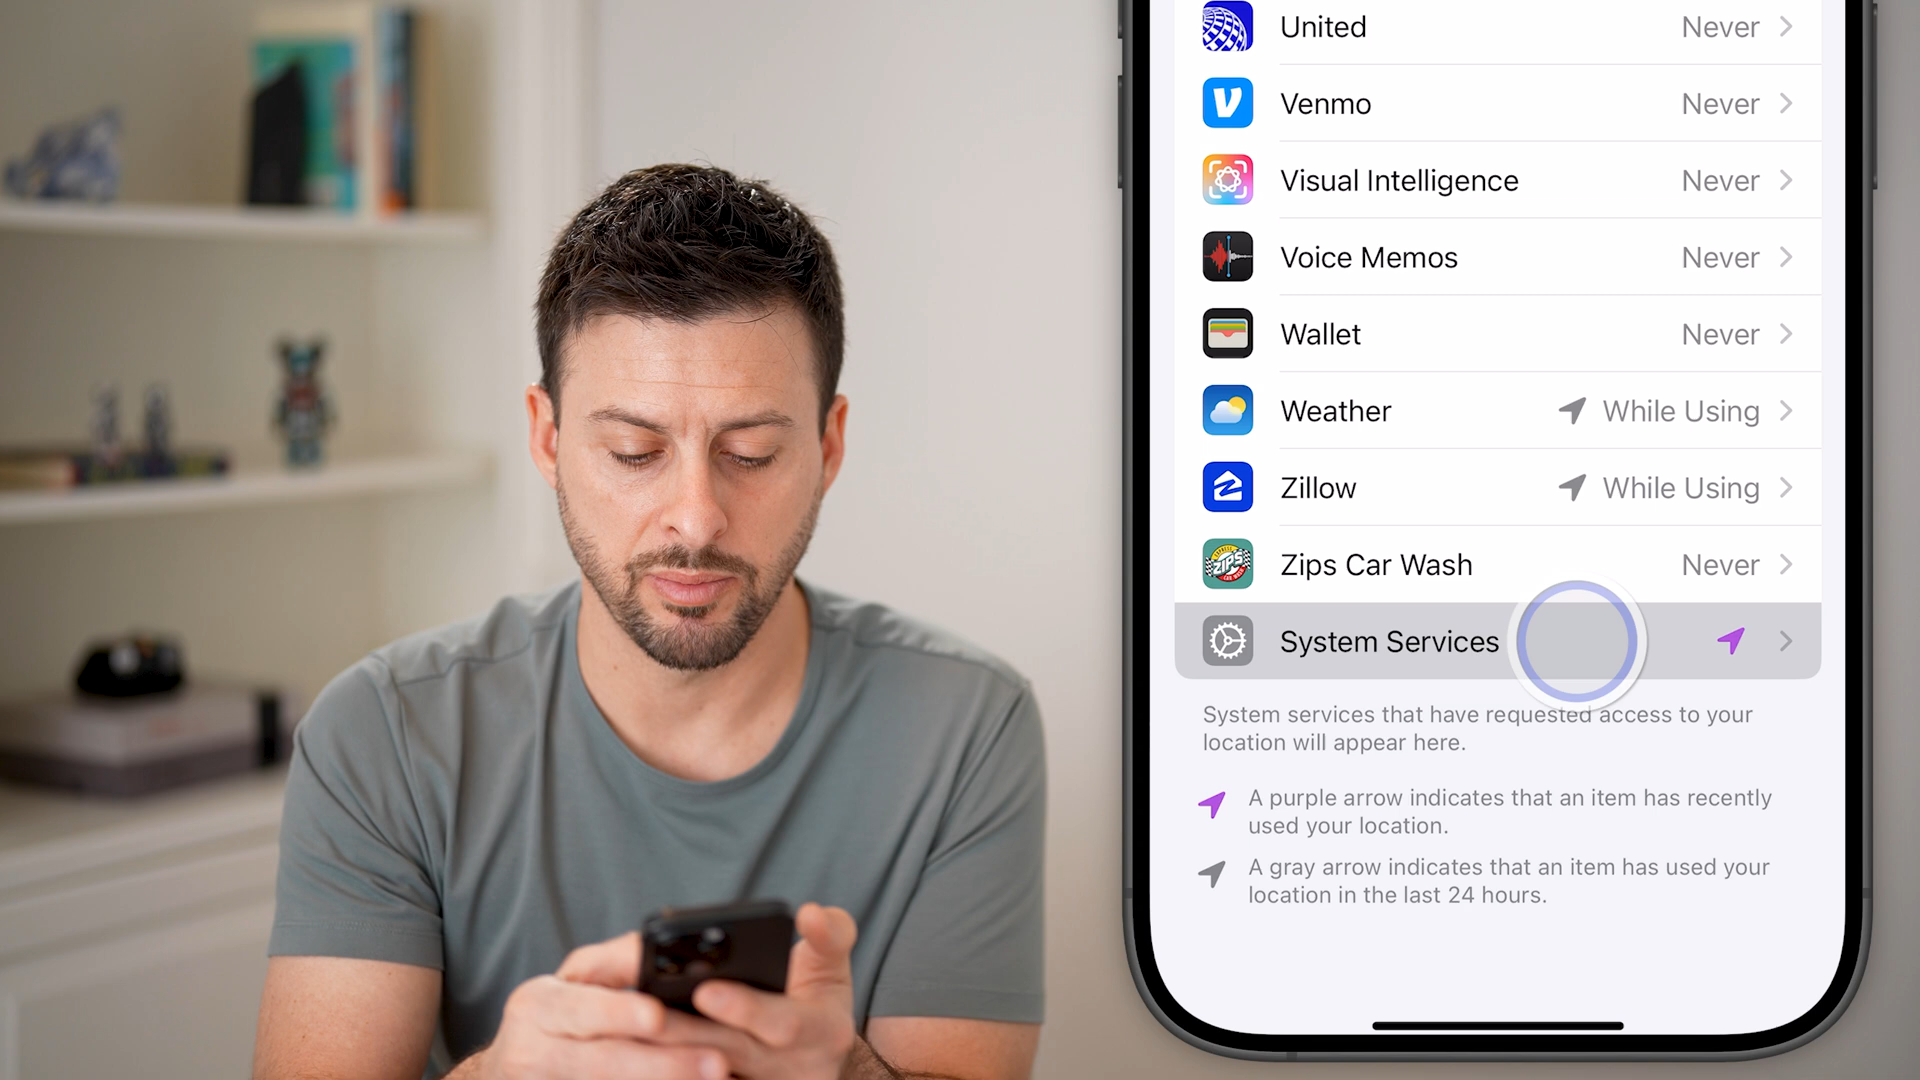 United Never
Venmo Never
Visual Intelligence Never
Voice Memos Never
Wallet Never
Weather While Using
Zillow While Using
ZIPS
Zips Car Wash Never
System Services
System services that have requested access to your
location will appear here.
A purple arrow indicates that an item has recently
used your location.
A gray arrow indicates that an item has used your
location in the last 24 hours.